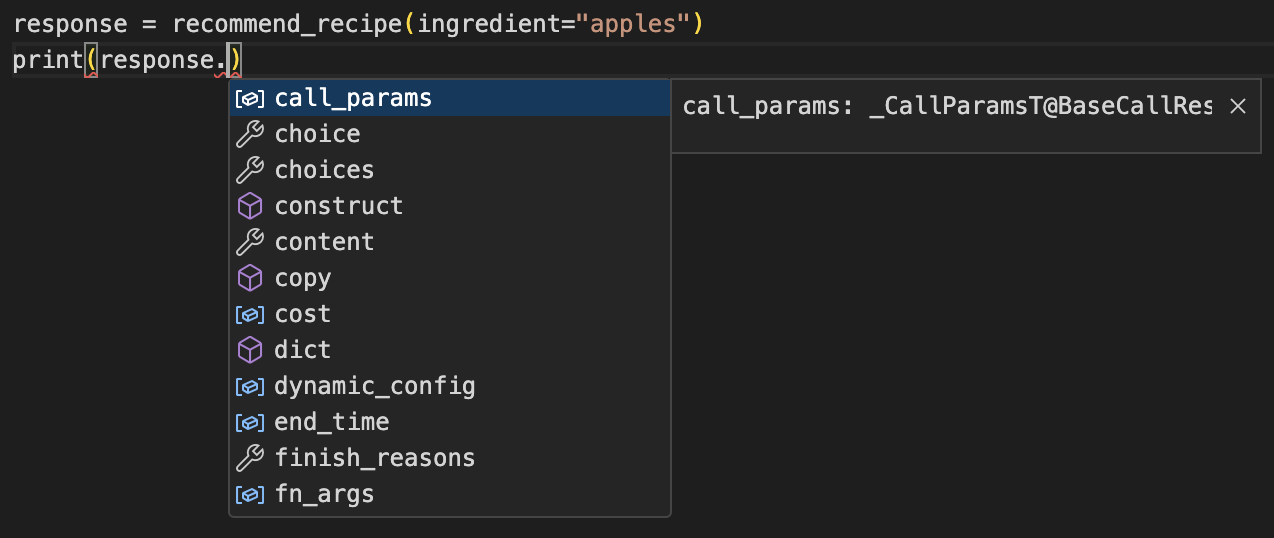 response = recommend_recipe(ingredient="apples")
print(response.)
call_params
call_params: _CallParamsT@BaseCallRes
choice
choices
construct
content
copy
cost
dict
dynamic_config
end_time
finish_reasons
fn_args